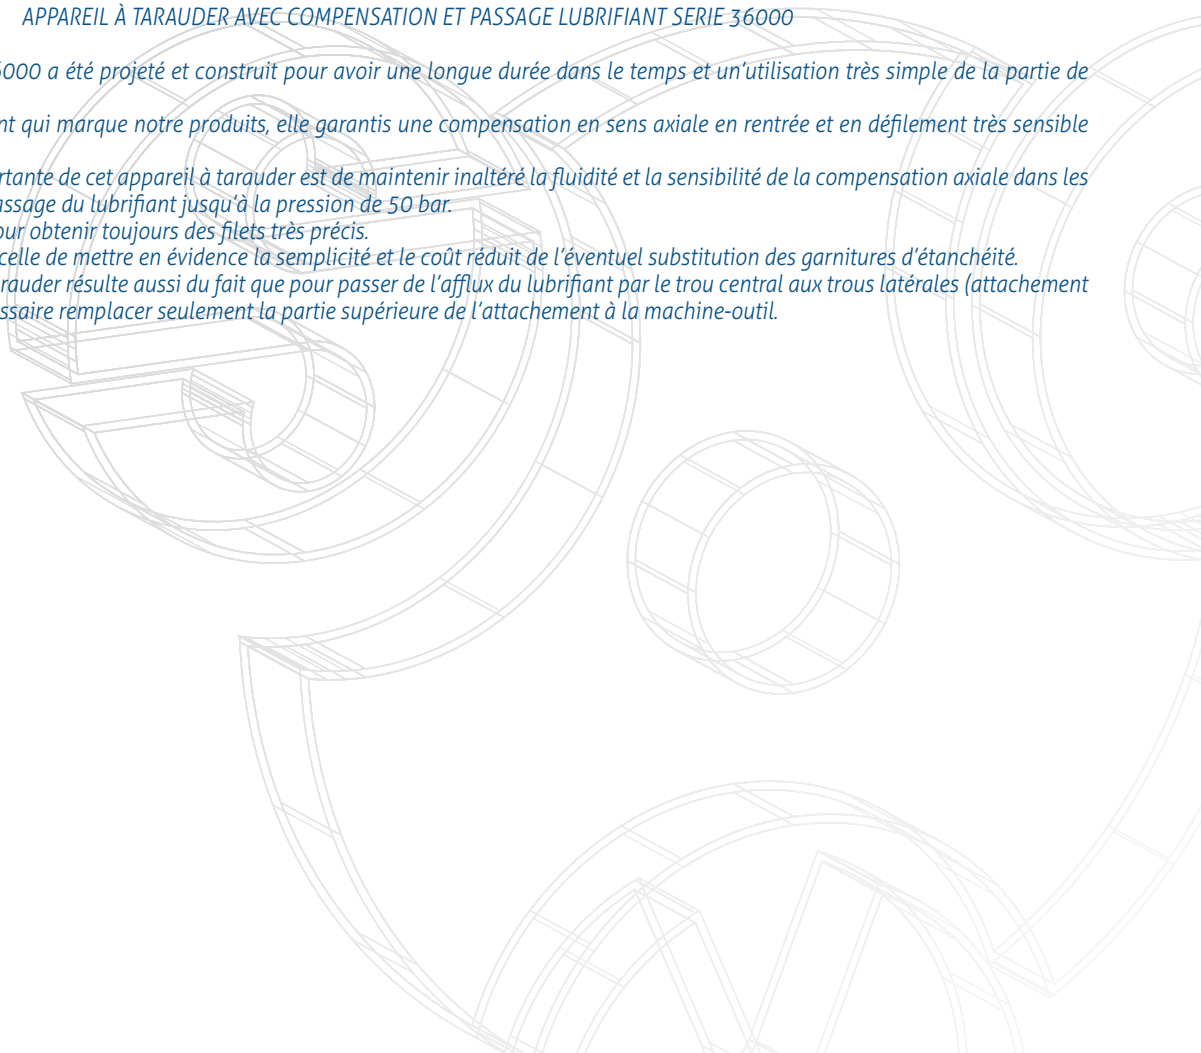 APPAREIL À TARAUDER AVEC COMPENSATION ET PASSAGE LUBRIFIANT SERIE 36000
6000 a été projeté et construit pour avoir une longue durée dans le temps et un’utilisation très simple de la partie de
nt qui marque notre produits, elle garantis une compensation en sens axiale en rentrée et en défilement très sensible
rtante de cet appareil à tarauder est de maintenir inaltéré la fluidité et la sensibilité de la compensation axiale dans les
assage du lubrifiant jusqu’à la pression de 50 bar.
our obtenir toujours des filets très précis.
celle de mettre en évidence la semplicité et le coût réduit de l’éventuel substitution des garnitures d’étanchéité.
rauder résulte aussi du fait que pour passer de l’afflux du lubrifiant par le trou central aux trous latérales (attachement
ssaire remplacer seulement la partie supérieure de l’attachement à la machine-outil.